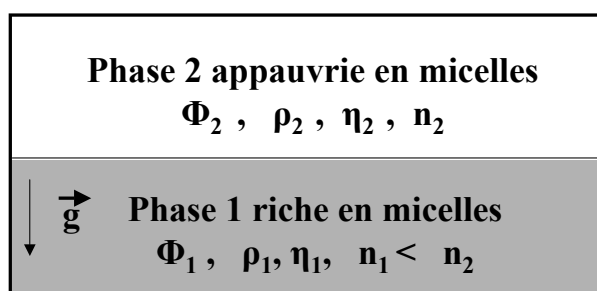 Phase 2 appauvrie en micelles
Φ₂ , ρ₂ , η₂ , n₂
g Phase 1 riche en micelles
Φ₁ , ρ₁, η₁, n₁ < n₂